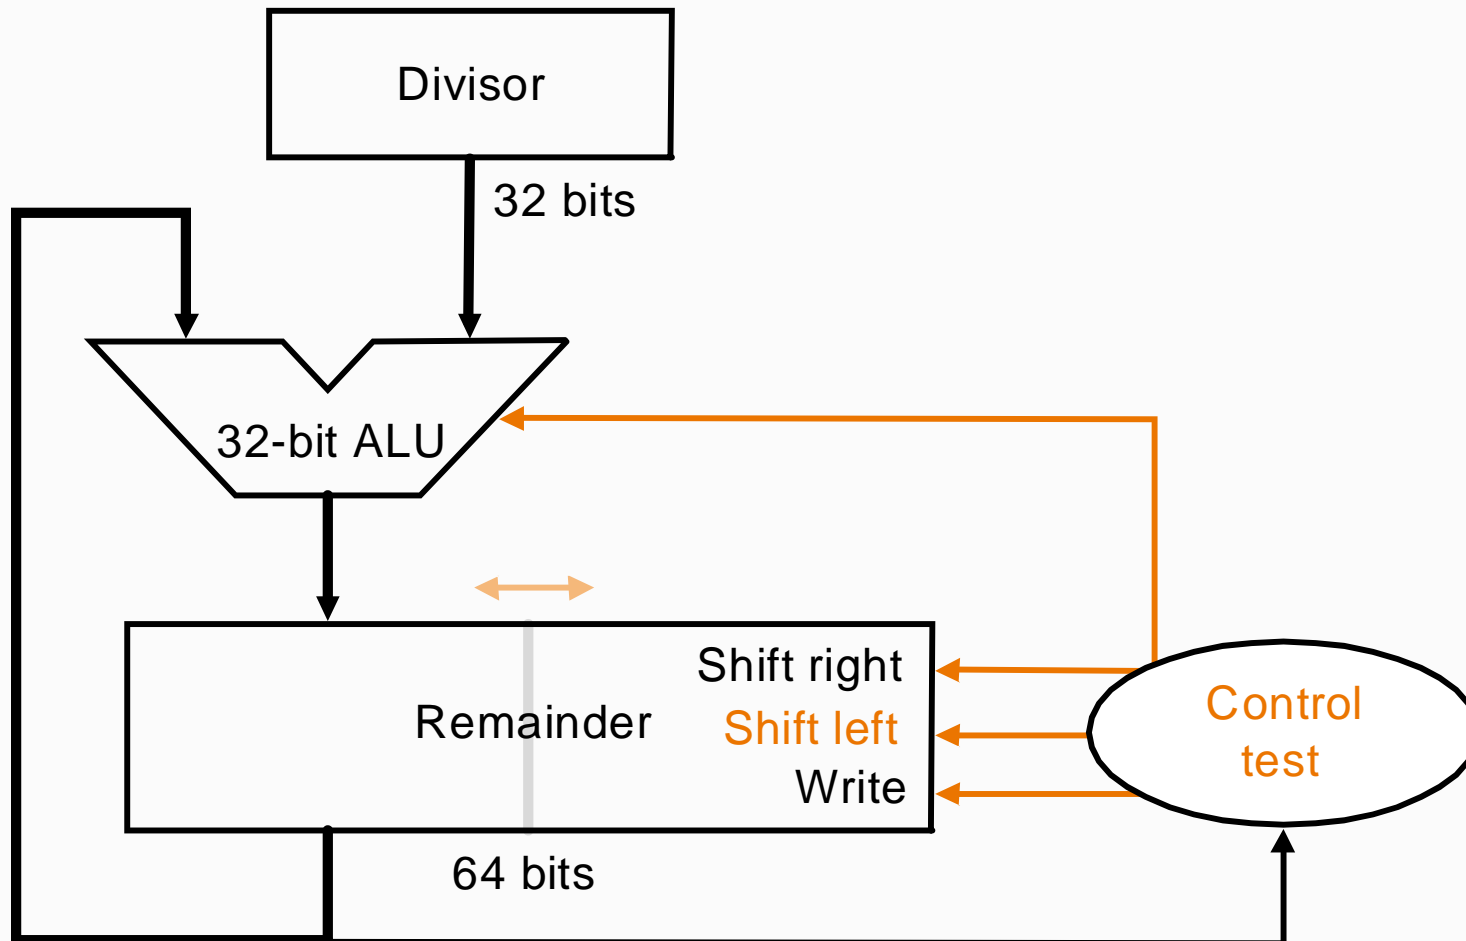 Divisor
32 bits
32-bit ALU
Shift right
Remainder
Shift left
Write
Control
test
64 bits